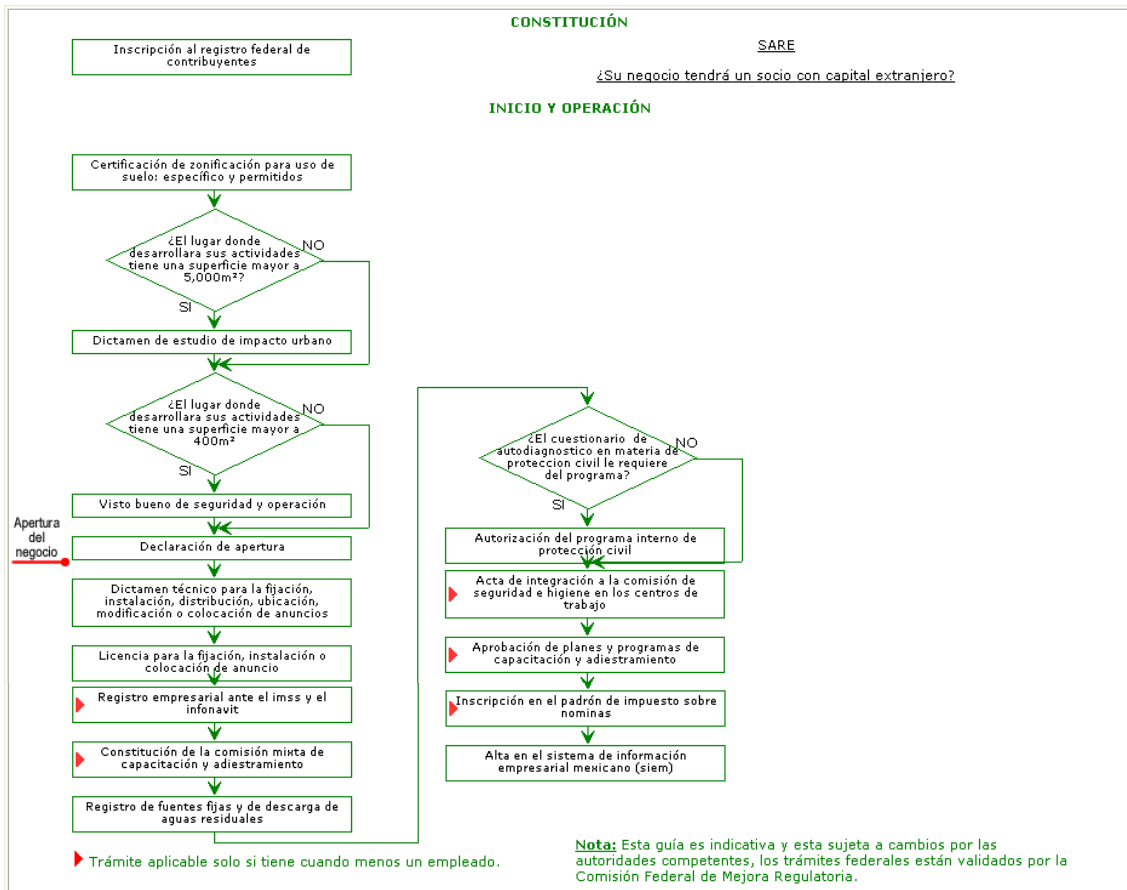 CONSTITUCIÓN
Inscripción al registro federal de
contribuyentes
SARE
¿Su negocio tendrá un socio con capital extranjero?
INICIO Y OPERACIÓN
Certificación de zonificación para uso de
suelo: específico y permitidos
¿El lugar donde
desarrollara sus actividades
tiene una superficie mayor a
5,000m²?
NO
SI
Dictamen de estudio de impacto urbano
¿El lugar donde
desarrollara sus actividades
tiene una superficie mayor a
400m²
NO
SI
Visto bueno de seguridad y operación
Apertura
del
negocio
Declaración de apertura
Dictamen técnico para la fijación,
instalación, distribución, ubicación,
modificación o colocación de anuncios
Licencia para la fijación, instalación o
colocación de anuncio
Registro empresarial ante el imss y el
infonavit
Constitución de la comisión mixta de
capacitación y adiestramiento
Registro de fuentes fijas y de descarga de
aguas residuales
¿El cuestionario de
autodiagnostico en materia de
proteccion civil le requiere
del programa?
NO
SI
Autorización del programa interno de
protección civil
Acta de integración a la comisión de
seguridad e higiene en los centros de
trabajo
Aprobación de planes y programas de
capacitación y adiestramiento
Inscripción en el padrón de impuesto sobre
nominas
Alta en el sistema de información
empresarial mexicano (siem)
Trámite aplicable solo si tiene cuando menos un empleado.
Nota: Esta guía es indicativa y esta sujeta a cambios por las
autoridades competentes, los trámites federales están validados por la
Comisión Federal de Mejora Regulatoria.